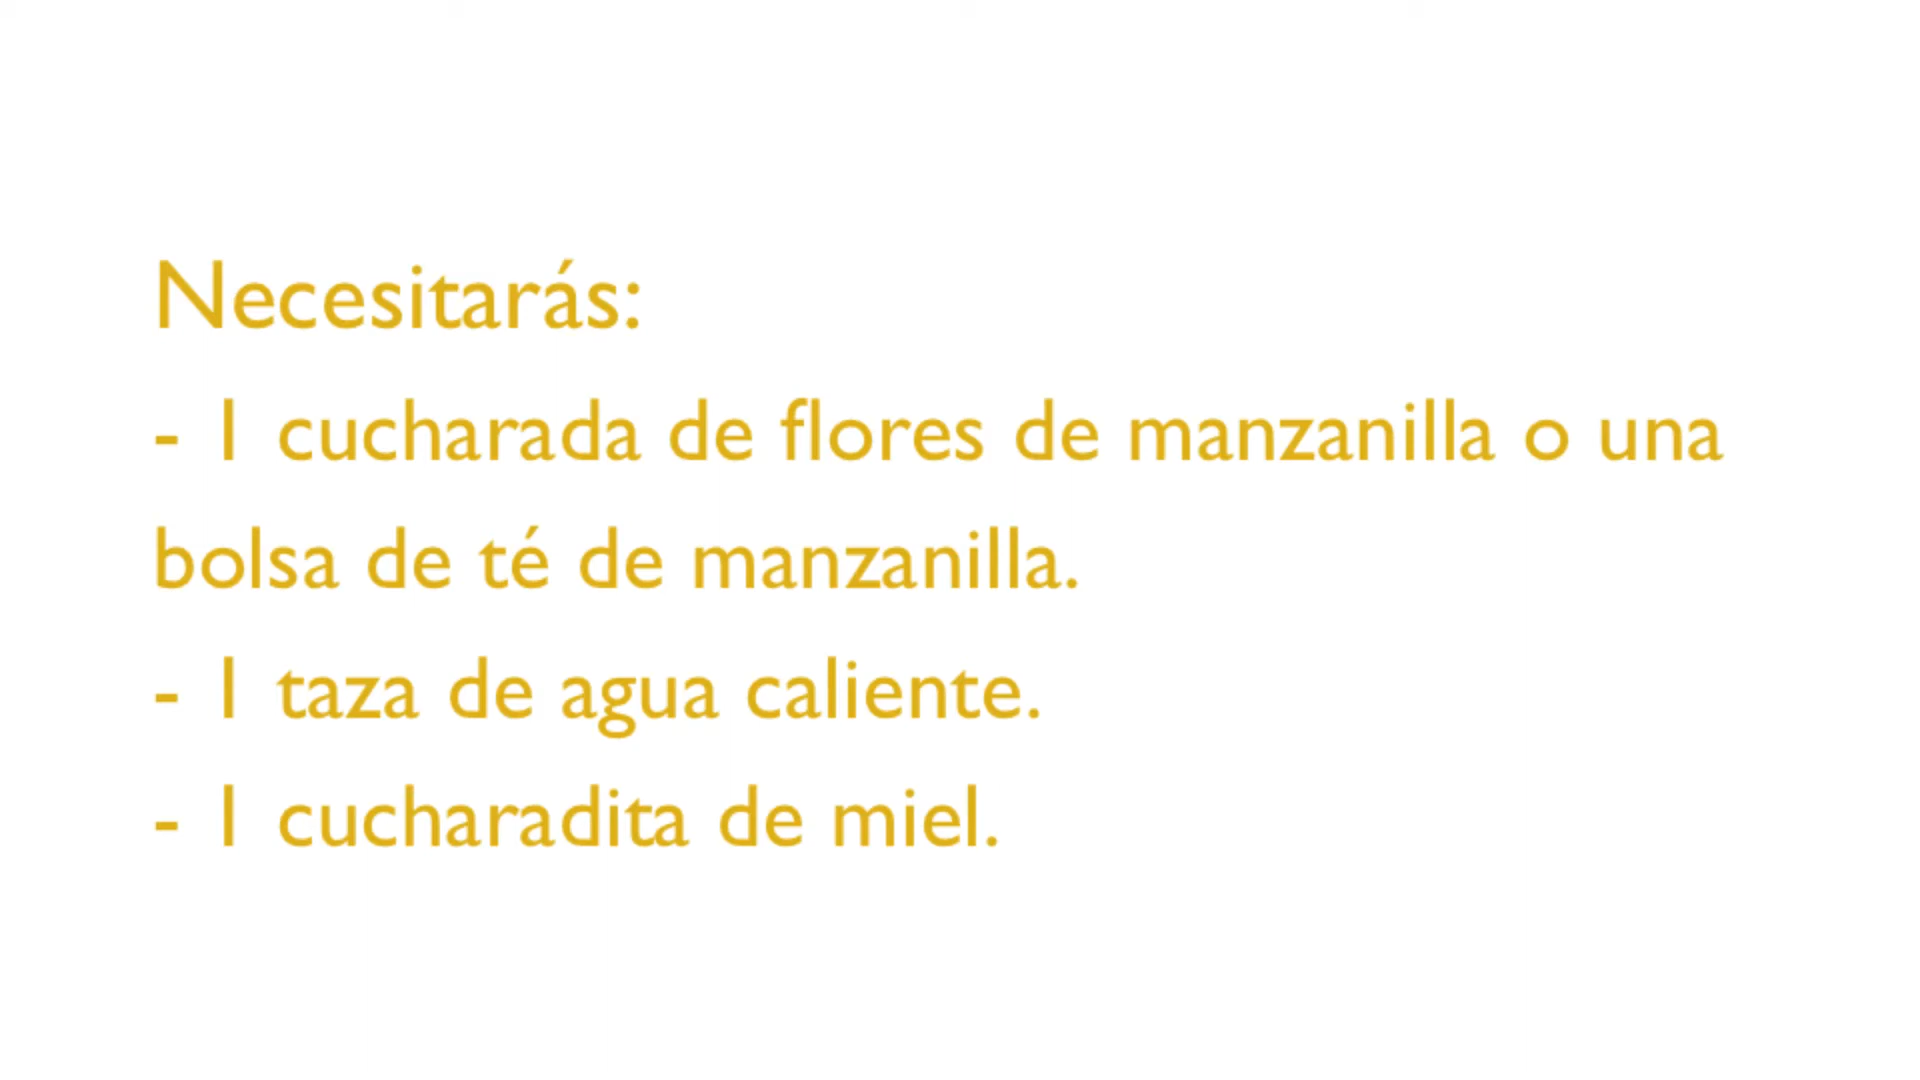 Necesitarás:
- 1 cucharada de flores de manzanilla o una
bolsa de té de manzanilla.
- 1 taza de agua caliente.
- 1 cucharadita de miel.